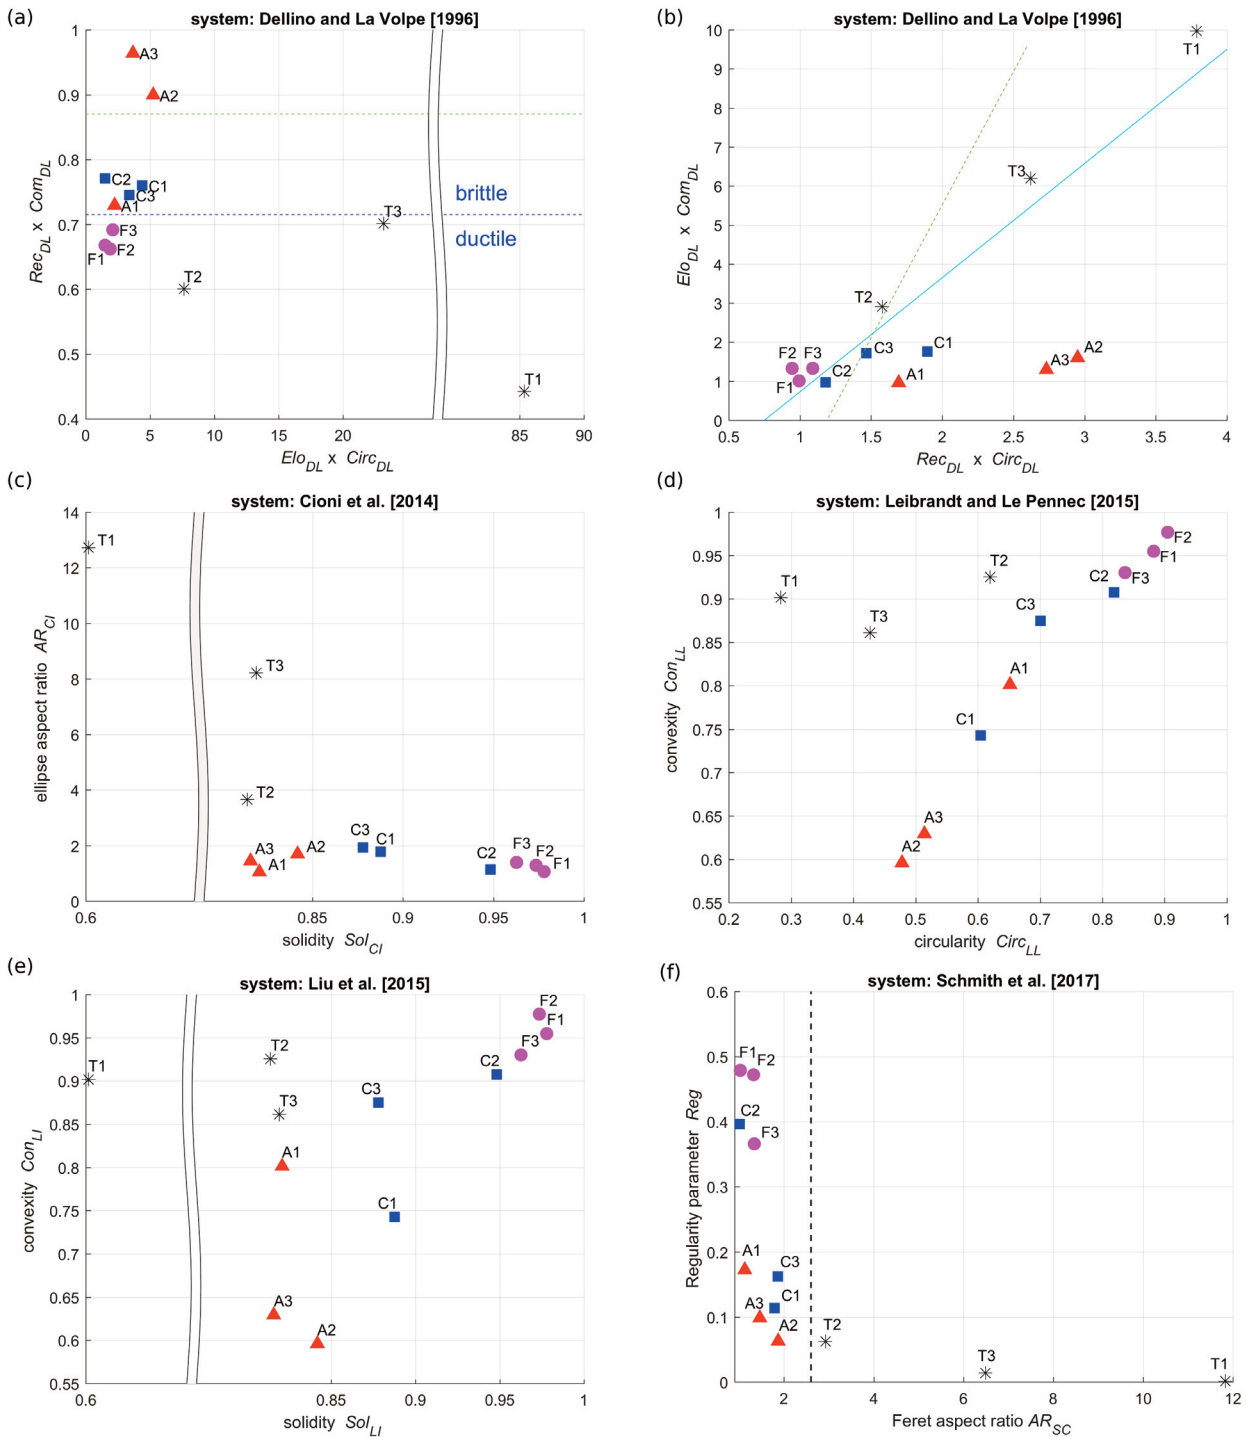 (a)
system: Dellino and La Volpe [1996]
1
0.9
0.8
0.7
0.6
0.5
0.4
Rec_DL x Com_DL
A3
A2
C2
C1
C3
A1
F3
F1
F2
T3
T2
T1
brittle
ductile
0 5 10 15 20 85 90
Elo_DL x Circ_DL
(b)
system: Dellino and La Volpe [1996]
10
9
8
7
6
5
4
3
2
1
0
Elo_DL x Com_DL
T1
T3
T2
C3
C1
A2
A3
F2 F3
C2
A1
F1
0.5 1 1.5 2 2.5 3 3.5 4
Rec_DL x Circ_DL
(c)
system: Cioni et al. [2014]
14
12
10
8
6
4
2
0
ellipse aspect ratio AR_CI
T1
T3
T2
A3
A1
A2
C3
C1
C2
F3
F2
F1
0.6 0.85 0.9 0.95 1
solidity Sol_CI
(d)
system: Leibrandt and Le Pennec [2015]
1
0.95
0.9
0.85
0.8
0.75
0.7
0.65
0.6
0.55
convexity Con_LL
F2
F1
F3
C2
T2
T1
T3
C3
A1
C1
A3
A2
0.2 0.3 0.4 0.5 0.6 0.7 0.8 0.9 1
circularity Circ_LL
(e)
system: Liu et al. [2015]
1
0.95
0.9
0.85
0.8
0.75
0.7
0.65
0.6
0.55
convexity Con_LI
F2
F1
F3
T2
T1
C2
C3
T3
A1
C1
A3
A2
0.6 0.85 0.9 0.95 1
solidity Sol_LI
(f)
system: Schmith et al. [2017]
0.6
0.5
0.4
0.3
0.2
0.1
0
Regularity parameter Reg
F1
F2
C2
F3
A1
C3
A3
C1
A2
T2
T3
T1
2 4 6 8 10 12
Feret aspect ratio AR_SC